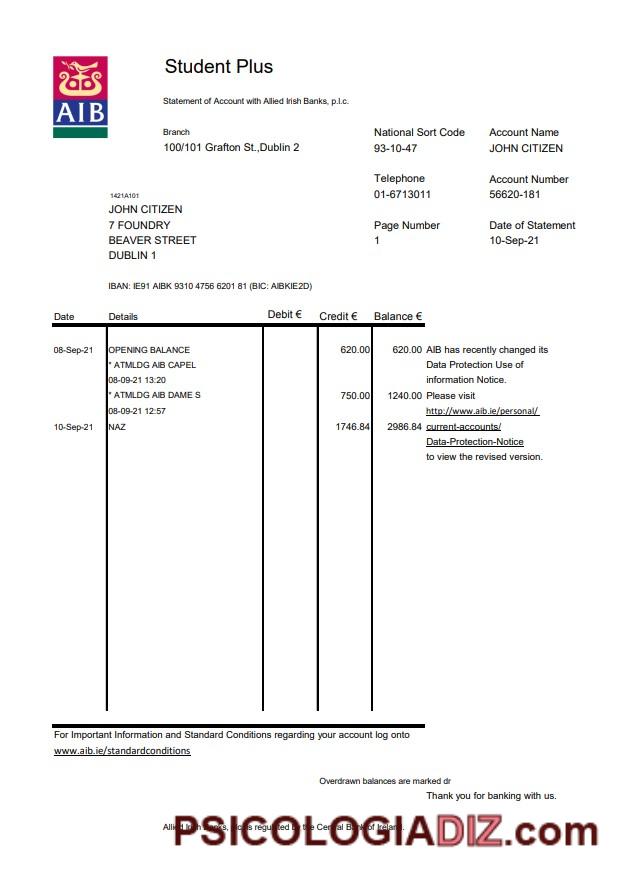 AIB
Student Plus
Statement of Account with Allied Irish Banks, p.l.c.
Branch
100/101 Grafton St.,Dublin 2
National Sort Code
93-10-47
Account Name
JOHN CITIZEN
Telephone
01-6713011
Account Number
56620-181
1421A101
JOHN CITIZEN
7 FOUNDRY
BEAVER STREET
DUBLIN 1
Page Number
1
Date of Statement
10-Sep-21
IBAN: IE91 AIBK 9310 4756 6201 81 (BIC: AIBKIE2D)
Date Details Debit € Credit € Balance €
08-Sep-21 OPENING BALANCE 620.00 620.00
* ATMLDG AIB CAPEL
08-09-21 13:20
* ATMLDG AIB DAME S 750.00 1240.00
08-09-21 12:57
10-Sep-21 NAZ 1746.84 2986.84
AIB has recently changed its
Data Protection Use of
information Notice.
Please visit
http://www.aib.ie/personal/
current-accounts/
Data-Protection-Notice
to view the revised version.
For Important Information and Standard Conditions regarding your account log onto
www.aib.ie/standardconditions
Overdrawn balances are marked dr
Thank you for banking with us.
Allied Irish Banks, is regulated by the Central Bank of Ireland.
PSICOLOGIADIZ.com